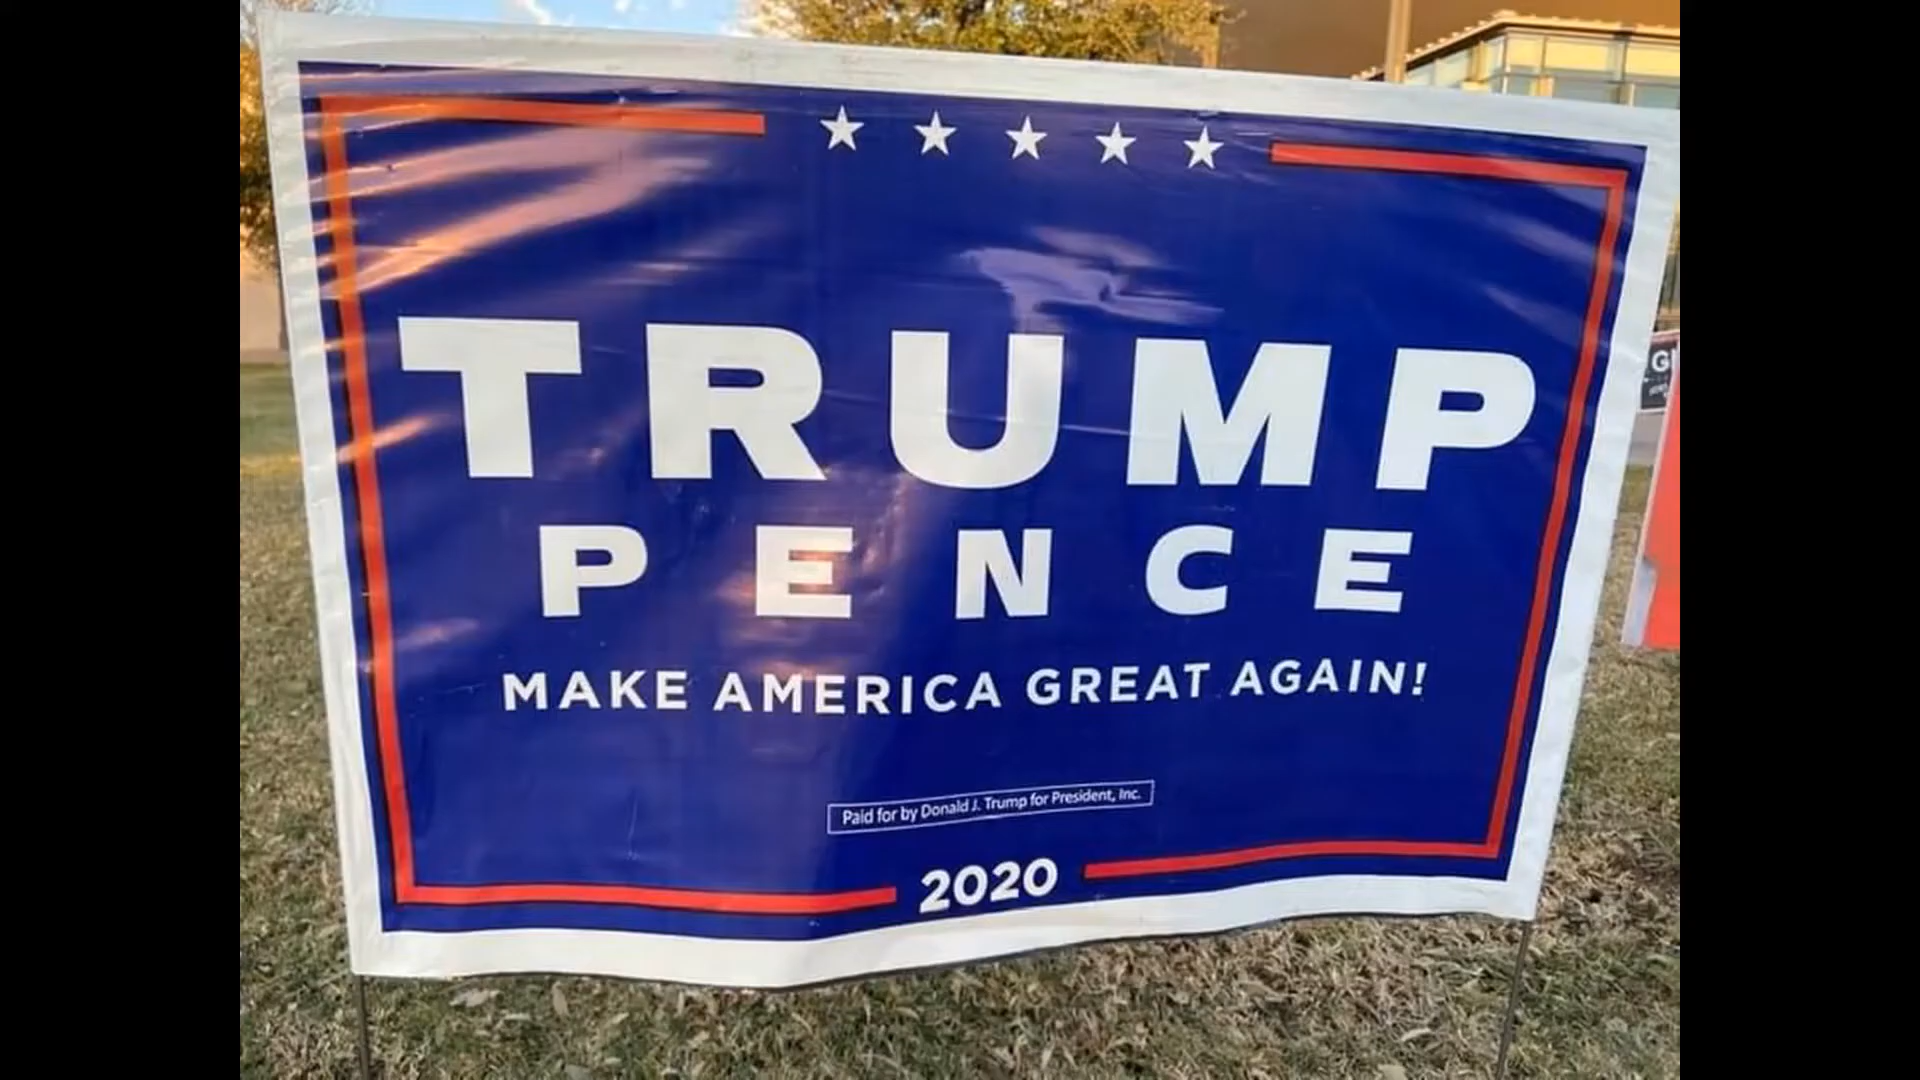 TRUMP
PENCE
MAKE AMERICA GREAT AGAIN!
Paid for by Donald J. Trump for President, Inc.
2020